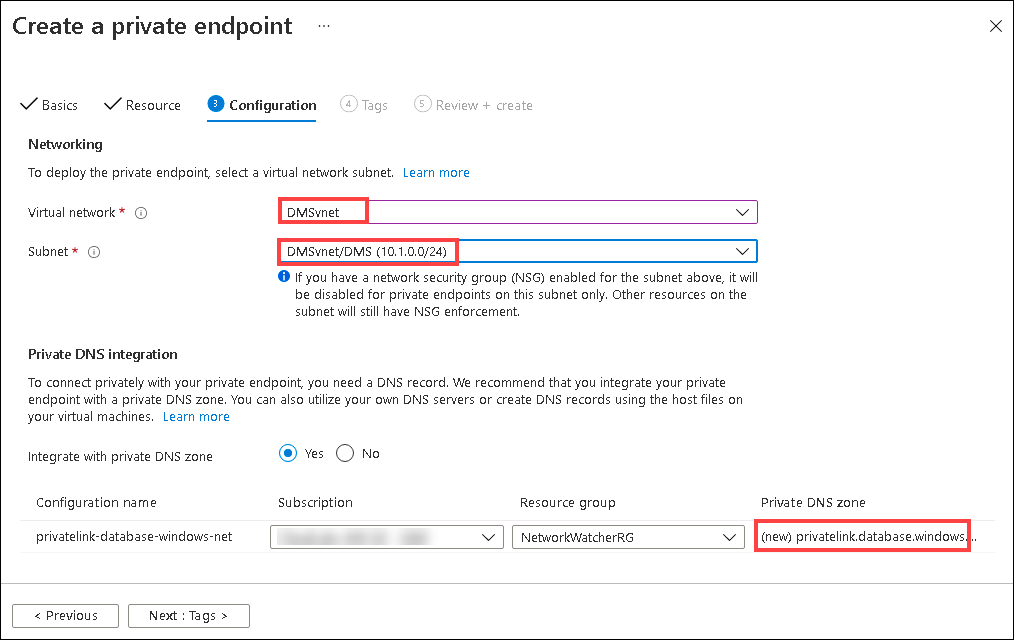 Create a private endpoint ...
Basics Resource 3 Configuration 4 Tags 5 Review + create
Networking
To deploy the private endpoint, select a virtual network subnet. Learn more
Virtual network * DMSvnet
Subnet * DMSvnet/DMS (10.1.0.0/24)
If you have a network security group (NSG) enabled for the subnet above, it will
be disabled for private endpoints on this subnet only. Other resources on the
subnet will still have NSG enforcement.
Private DNS integration
To connect privately with your private endpoint, you need a DNS record. We recommend that you integrate your private
endpoint with a private DNS zone. You can also utilize your own DNS servers or create DNS records using the host files on
your virtual machines. Learn more
Integrate with private DNS zone Yes No
Configuration name Subscription Resource group Private DNS zone
privatelink-database-windows-net NetworkWatcherRG (new) privatelink.database.windows....
< Previous Next : Tags >